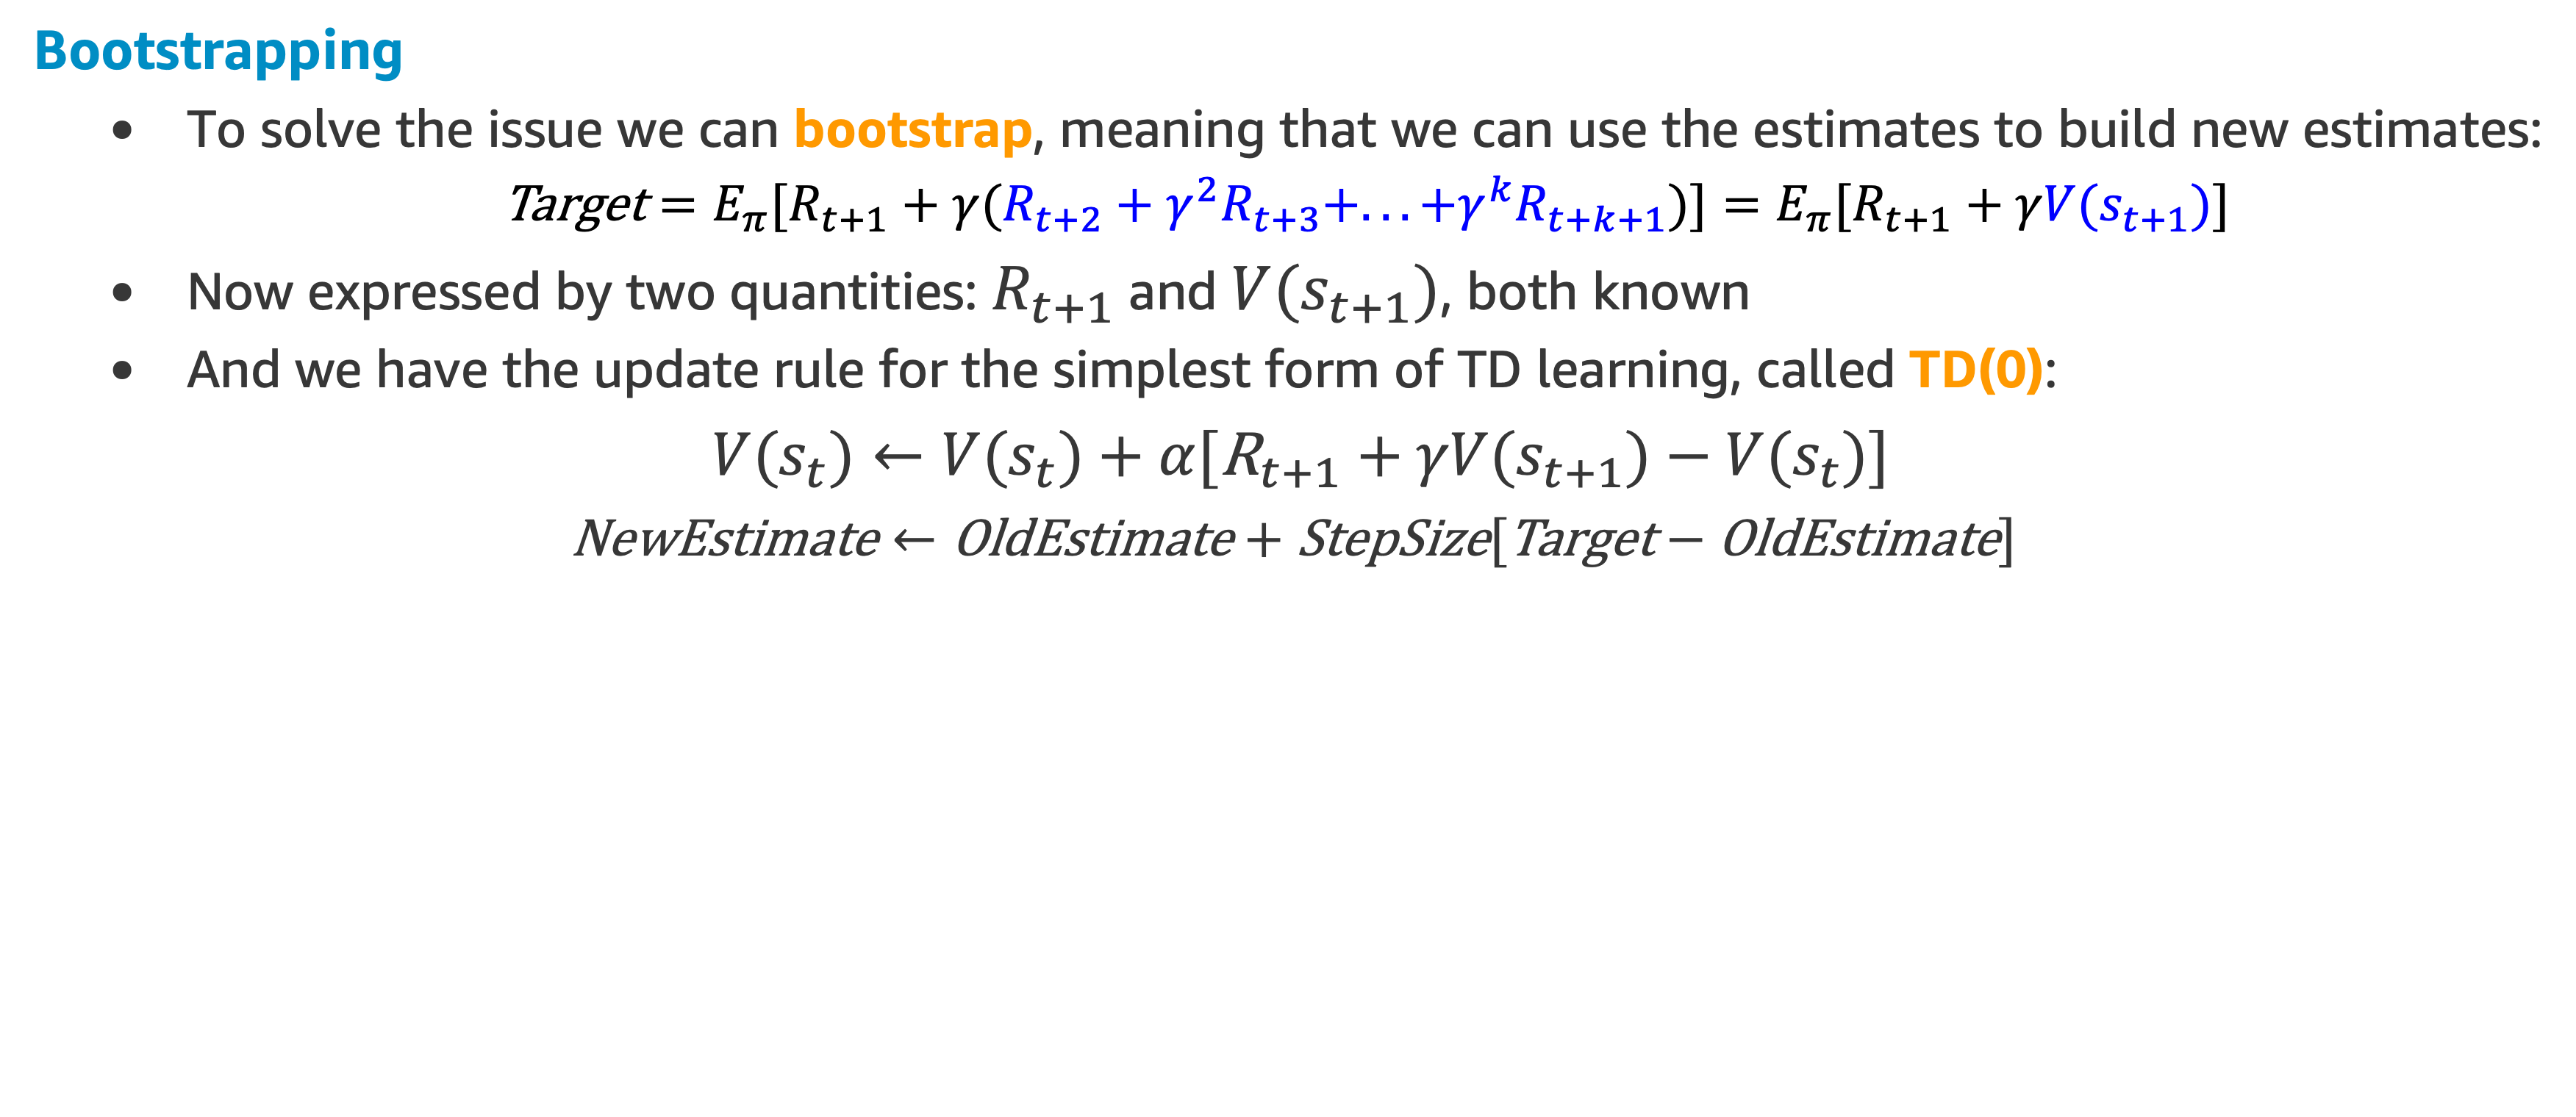 Bootstrapping
• To solve the issue we can bootstrap, meaning that we can use the estimates to build new estimates:
Target = E_π[R_{t+1} + γ(R_{t+2} + γ^2R_{t+3}+...+γ^kR_{t+k+1})] = E_π[R_{t+1} + γV(s_{t+1})]
• Now expressed by two quantities: R_{t+1} and V(s_{t+1}), both known
• And we have the update rule for the simplest form of TD learning, called TD(0):
V(s_t) ← V(s_t) + α[R_{t+1} + γV(s_{t+1}) − V(s_t)]
NewEstimate ← OldEstimate + StepSize[Target − OldEstimate]